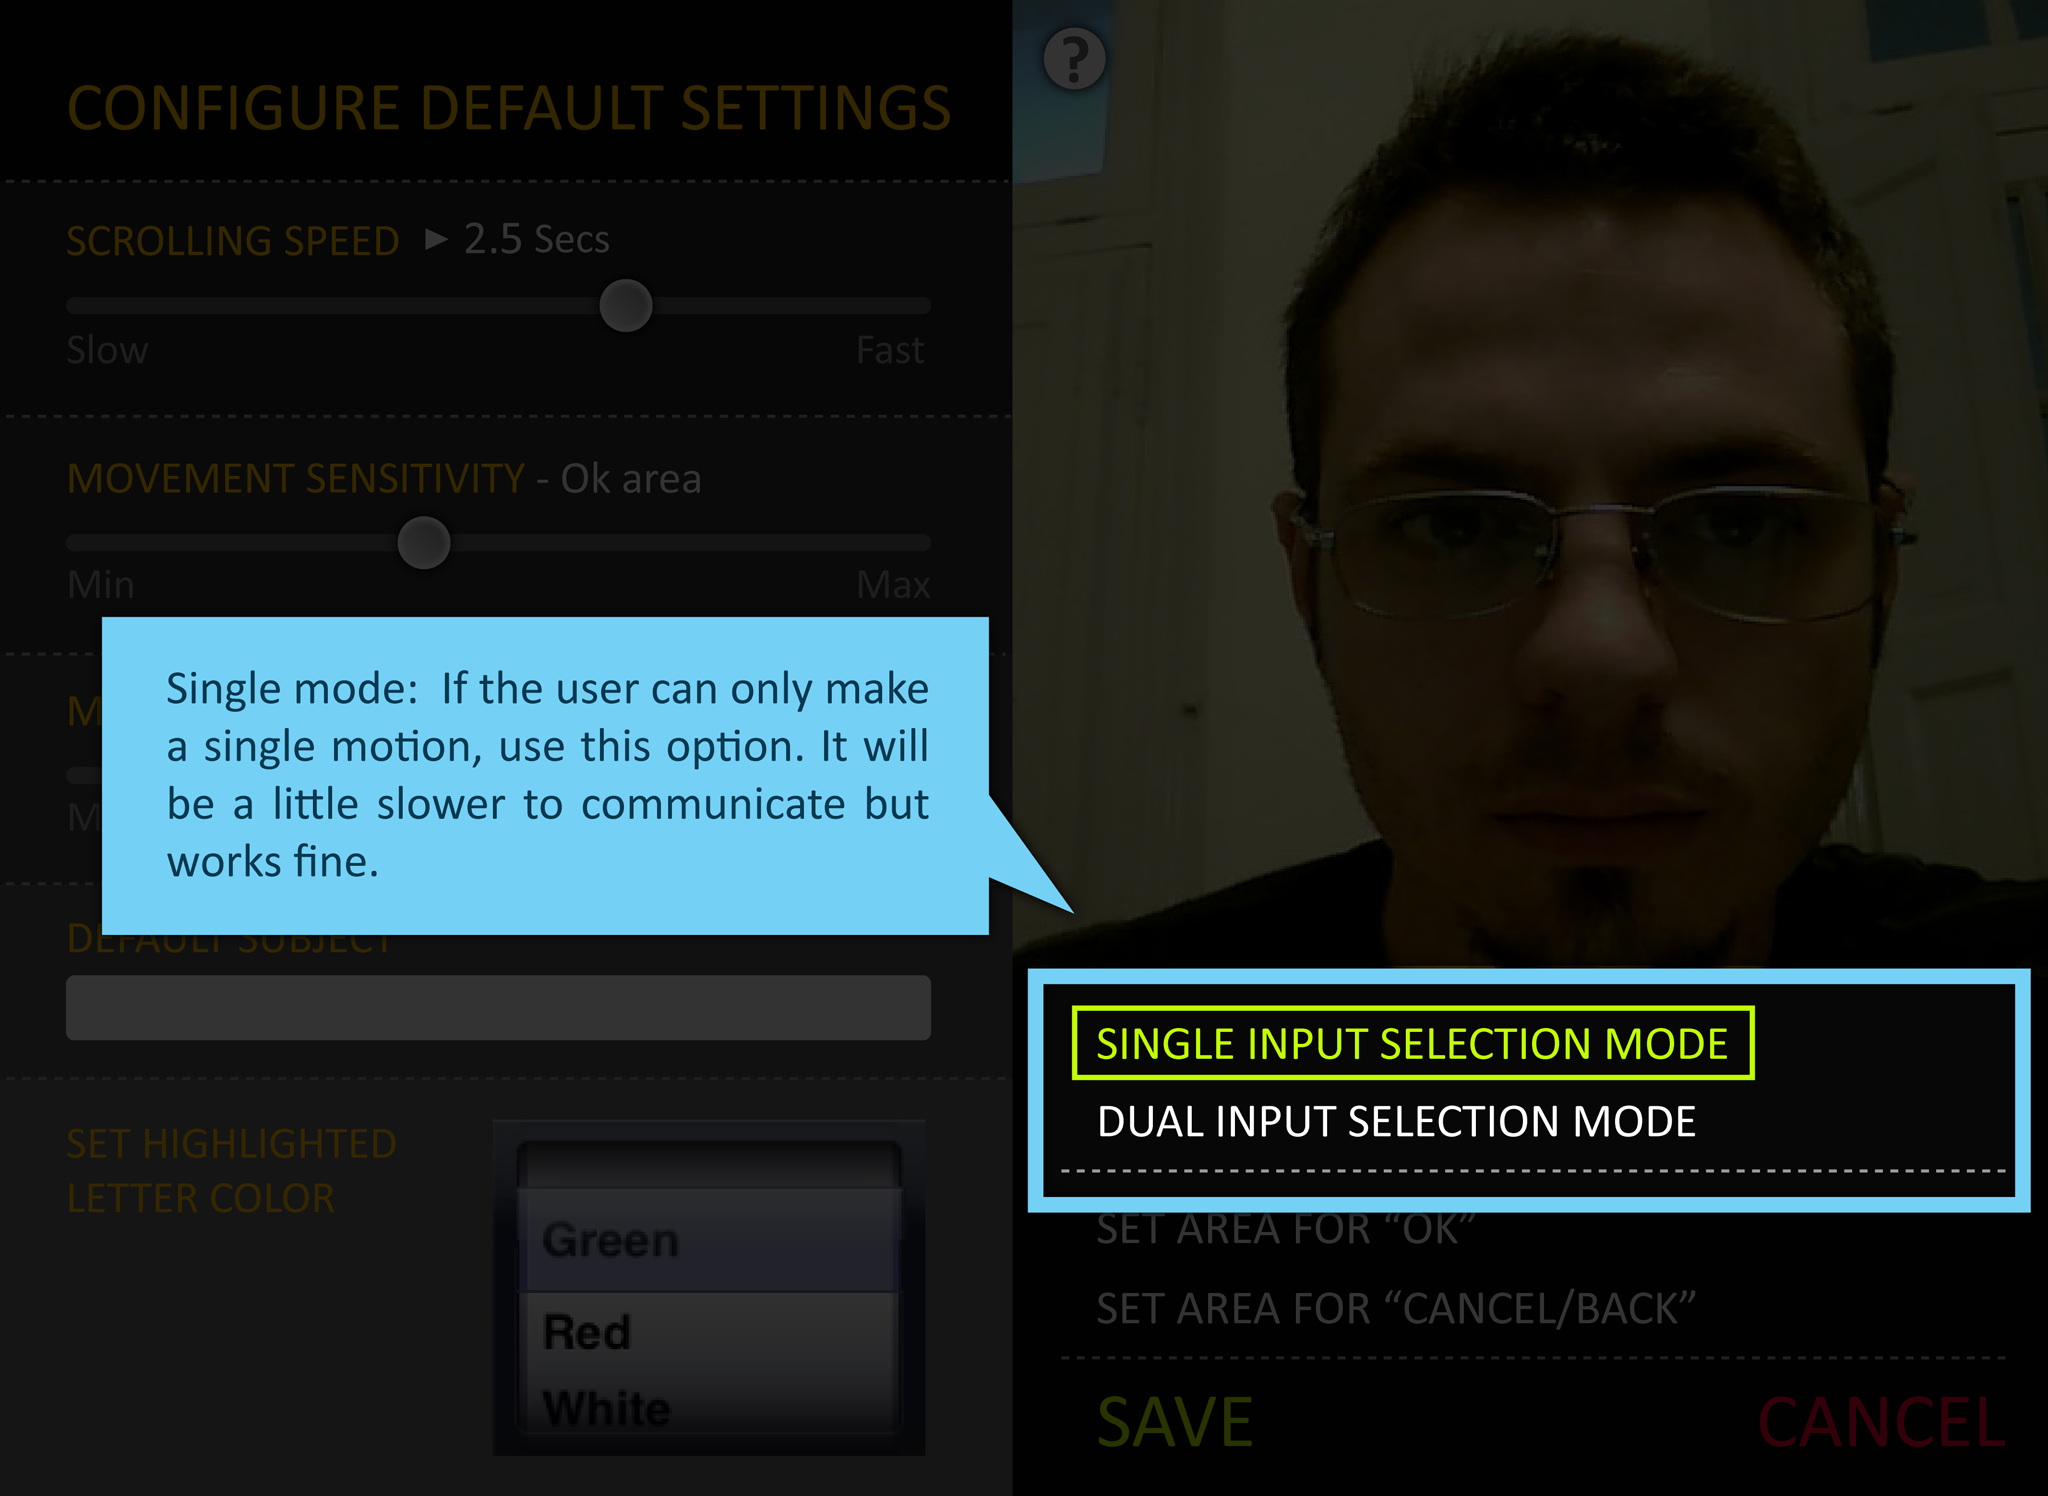 CONFIGURE DEFAULT SETTINGS
SCROLLING SPEED ► 2.5 Secs
Slow Fast
MOVEMENT SENSITIVITY - Ok area
Min Max
Single mode: If the user can only make
a single motion, use this option. It will
be a little slower to communicate but
works fine.
DEFAULT SUBJECT
SET HIGHLIGHTED
LETTER COLOR
Green
Red
White
?
SINGLE INPUT SELECTION MODE
DUAL INPUT SELECTION MODE
SET AREA FOR “OK”
SET AREA FOR “CANCEL/BACK”
SAVE CANCEL